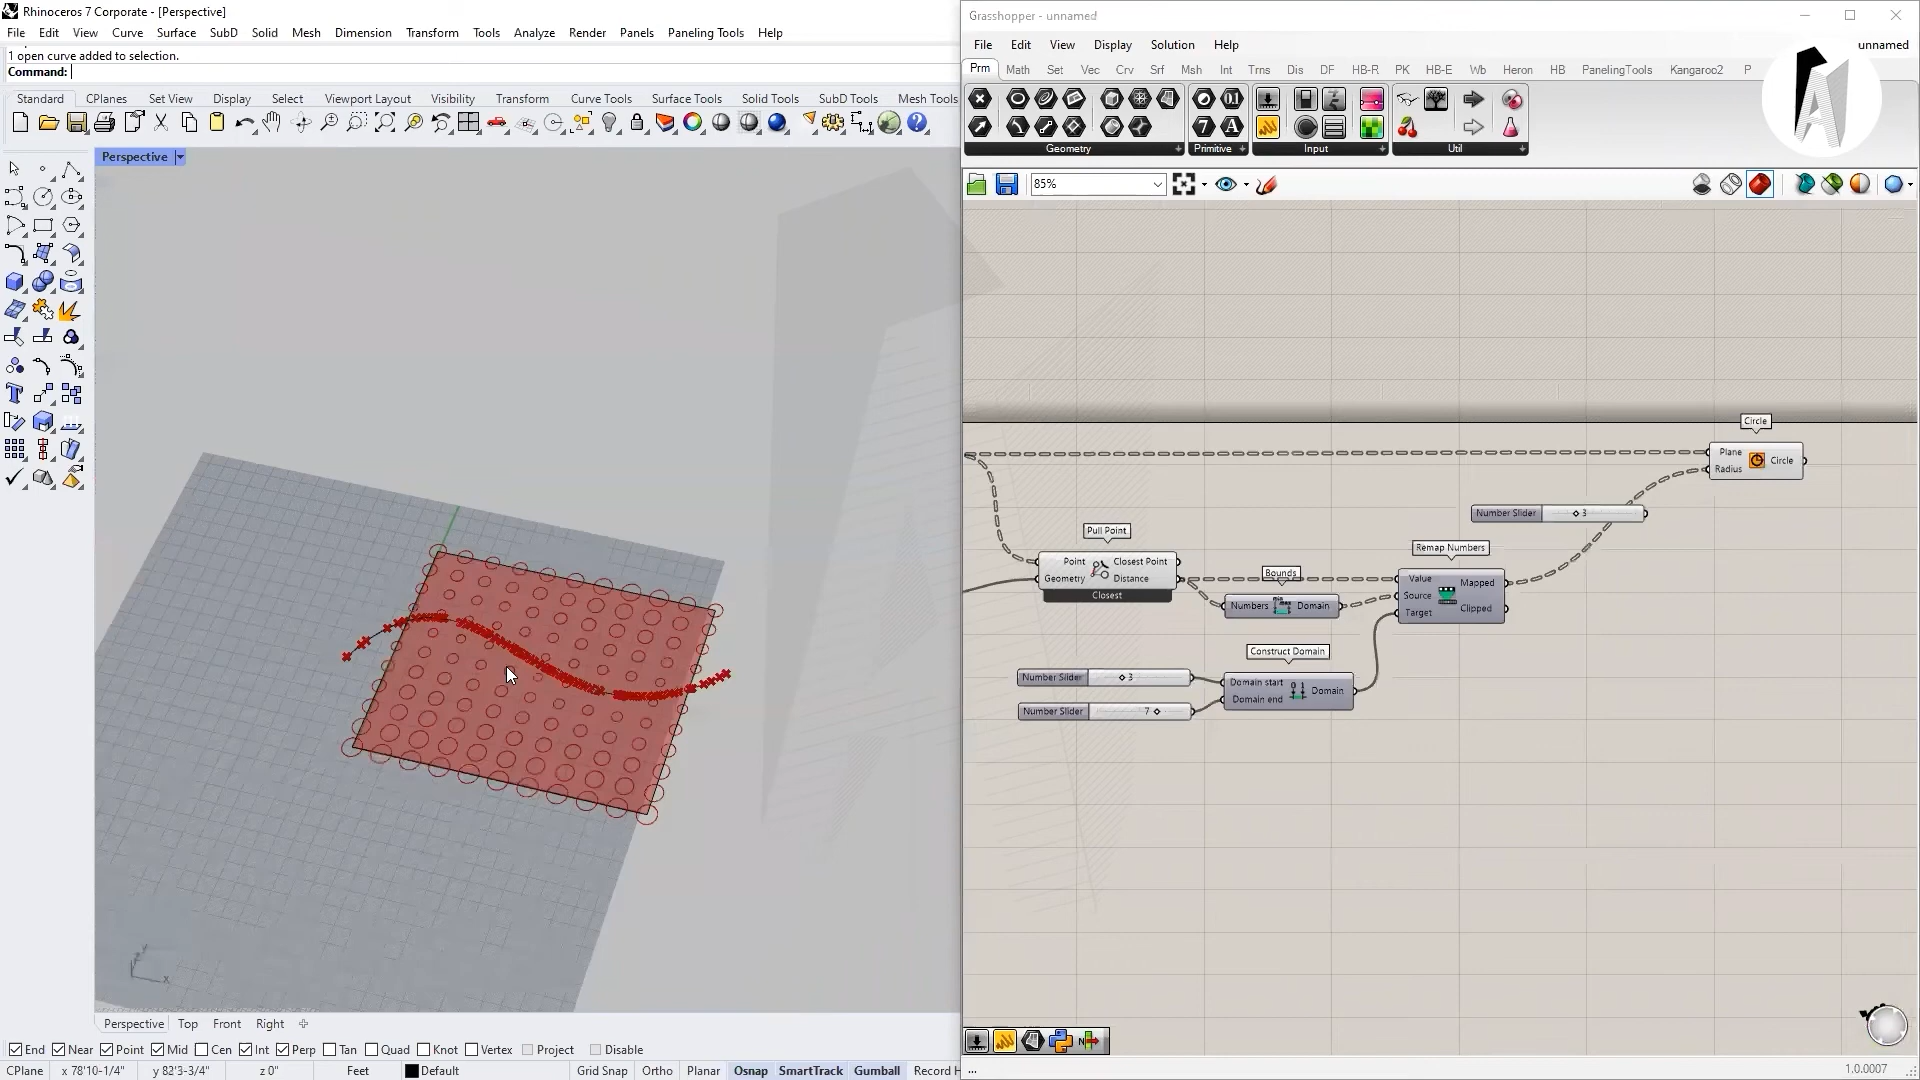 Rhinoceros 7 Corporate - [Perspective]
File Edit View Curve Surface SubD Solid Mesh Dimension Transform Tools Analyze Render Panels Paneling Tools Help
1 open curve added to selection.
Command:
Standard CPlanes Set View Display Select Viewport Layout Visibility Transform Curve Tools Surface Tools Solid Tools SubD Tools Mesh Tools
Perspective
Perspective Top Front Right
End Near Point Mid Cen Int Perp Tan Quad Knot Vertex Project Disable
CPlane x 78'10-1/4" y 82'3-3/4" z 0" Feet Default Grid Snap Ortho Planar Osnap SmartTrack Gumball Record H
Grasshopper - unnamed
File Edit View Display Solution Help unnamed
Prm Math Set Vec Crv Srf Msh Int Trns Dis DF HB-R PK HB-E Wb Heron HB PanelingTools Kangaroo2 P
Geometry Primitive Input Util
85%
Circle
Plane Radius Circle
Number Slider 3
Pull Point
Point Closest Point
Geometry Distance
Closest
Bounds
Numbers Domain
Remap Numbers
Value Mapped
Source
Target Clipped
Construct Domain
Domain start
Domain end Domain
Number Slider 3
Number Slider 7
...
1.0.0007
x